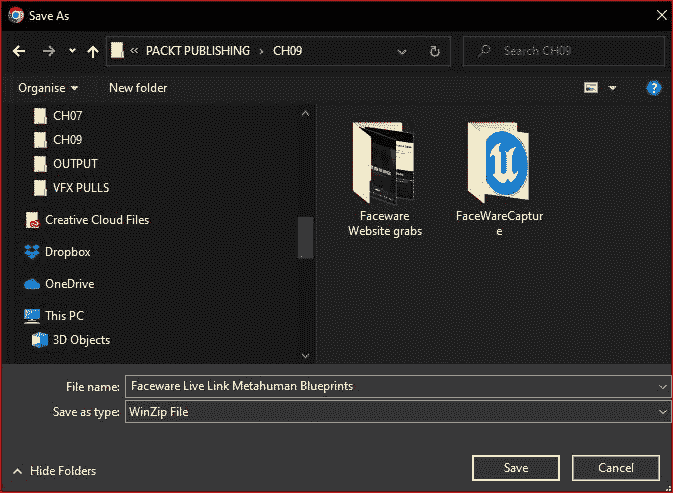 Save As
« PACKT PUBLISHING › CH09
Search CH09
Organise
New folder
?
CH07
CH09
OUTPUT
VFX PULLS
Creative Cloud Files
Dropbox
OneDrive
This PC
3D Objects
Faceware
Website grabs
FaceWareCaptur
e
File name: Faceware Live Link Metahuman Blueprints
Save as type: WinZip File
Hide Folders
Save
Cancel